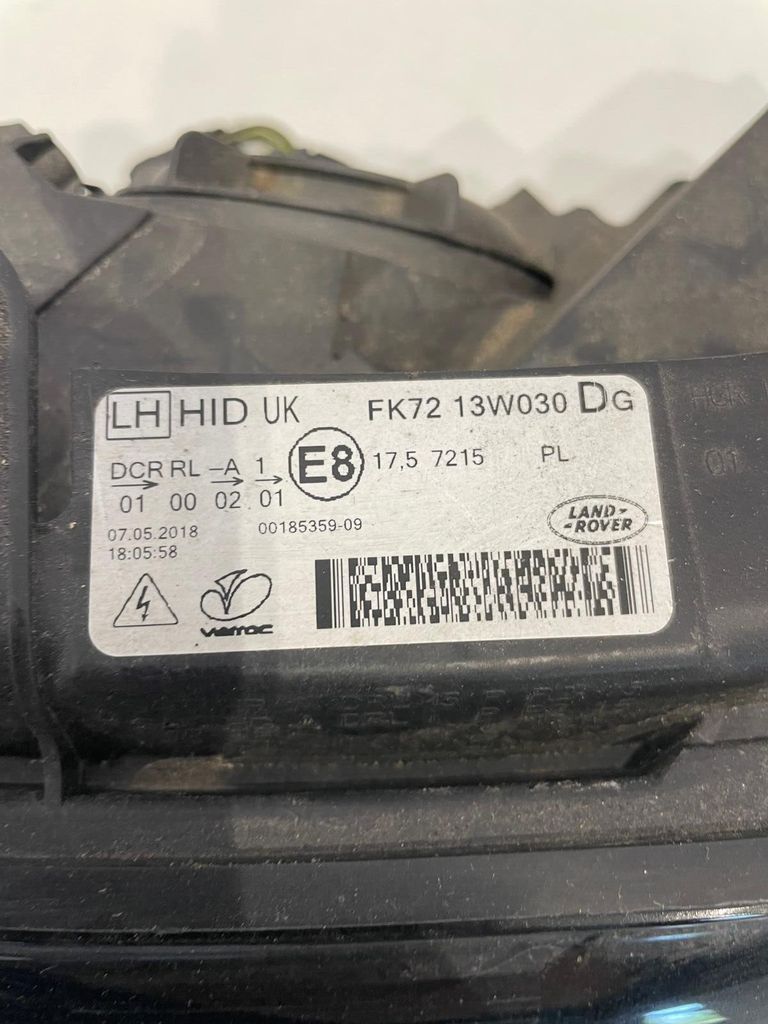 LH HID UK FK72 13W030 DG
DCR RL -A 1 E8 17,5 7215 PL
01 00 02 01
07.05.2018 00185359-09
18:05:58
LAND-
-ROVER
varroc
01